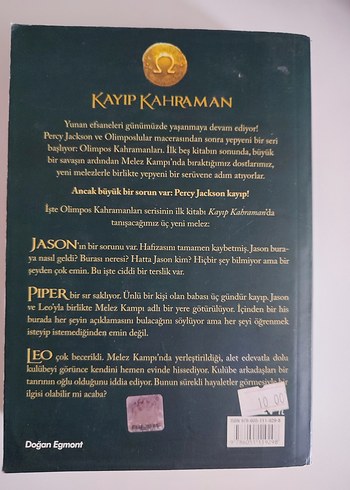 Ω
KAYIP KAHRAMAN
Yunan efsaneleri günümüzde yaşanmaya devam ediyor!
Percy Jackson ve Olimposlular macerasından sonra yepyeni bir seri
başlıyor: Olimpos Kahramanları. İlk beş kitabın sonunda, büyük
bir savaşın ardından Melez Kampı'nda bıraktığımız dostlarımız,
yeni melezlerle birlikte yepyeni bir serüvene adım atıyorlar.
Ancak büyük bir sorun var: Percy Jackson kayıp!
İşte Olimpos Kahramanları serisinin ilk kitabı Kayıp Kahraman'da
tanışacağımız üç yeni melez:
JASON'ın bir sorunu var. Hafızasını tamamen kaybetmiş. Jason bura-
ya nasıl geldi? Burası neresi? Hatta Jason kim? Hiçbir şey bilmiyor ama bir
şeyden çok emin. Bu işte ciddi bir terslik var.
PIPER bir sır saklıyor. Ünlü bir kişi olan babası üç gündür kayıp. Jason
ve Leo'yla birlikte Melez Kampı adlı bir yere götürülüyor. İçinden bir his
burada her şeyin açıklamasını bulacağını söylüyor ama her şeyi öğrenmek
isteyip istemediğinden emin değil.
LEO çok becerikli. Melez Kampı'nda yerleştirildiği, alet edevatla dolu
kulübeyi görünce kendini hemen evinde hissediyor. Kulübe arkadaşları bir
tanrının oğlu olduğunu iddia ediyor. Bunun sürekli hayaletler görmesiyle bir
ilgisi olabilir mi acaba?
10.00
Doğan Egmont